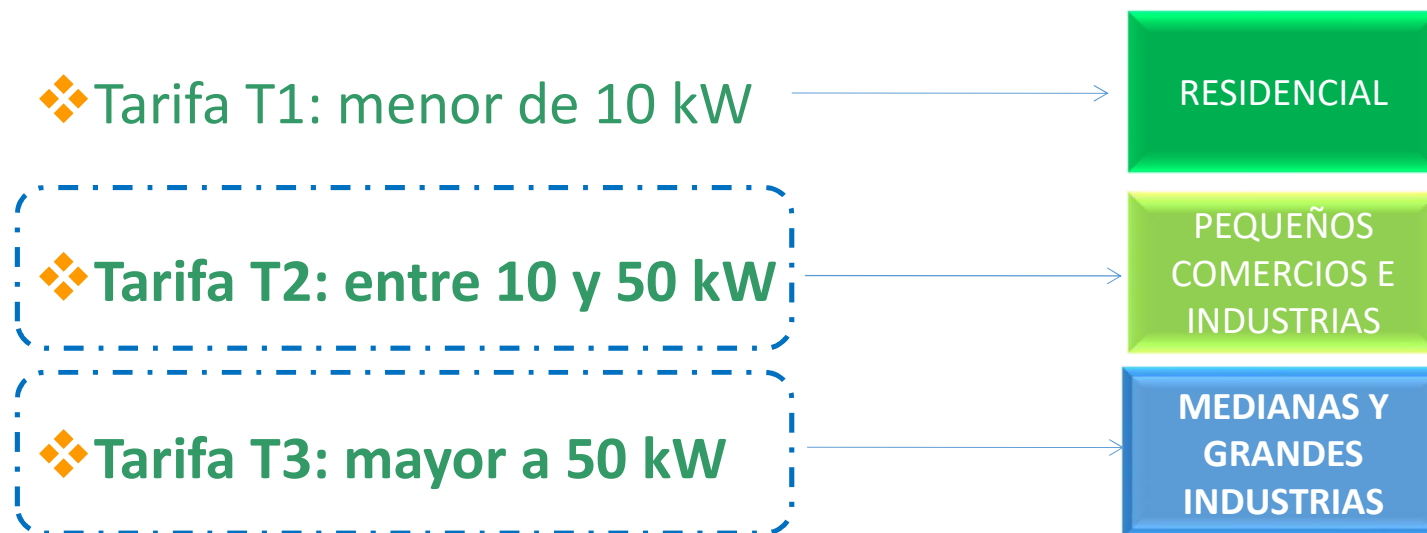 Tarifa T1: menor de 10 kW
RESIDENCIAL
Tarifa T2: entre 10 y 50 kW
PEQUEÑOS
COMERCIOS E
INDUSTRIAS
Tarifa T3: mayor a 50 kW
MEDIANAS Y
GRANDES
INDUSTRIAS